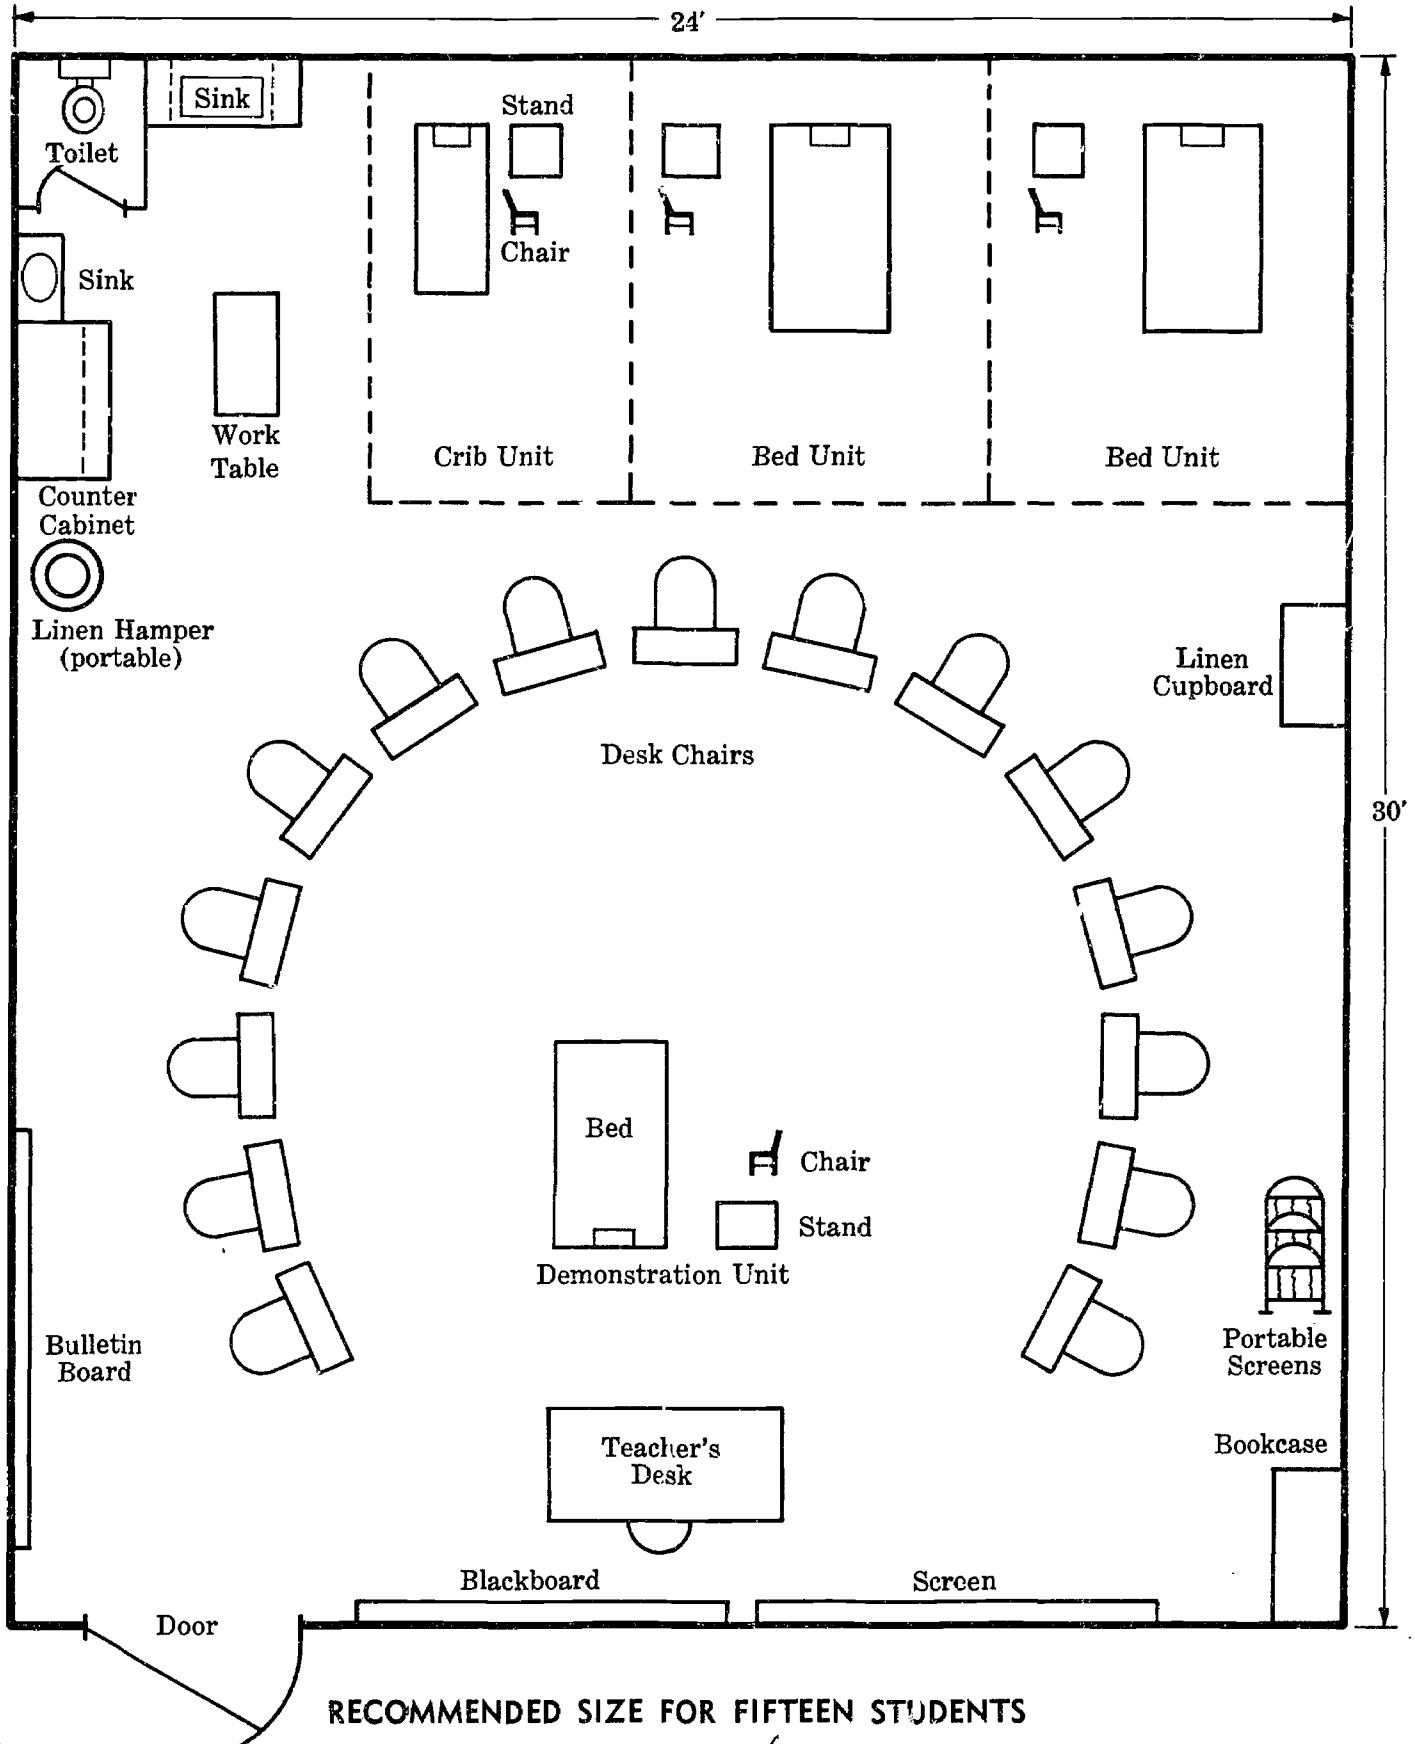 24′
Sink
Stand
Toilet
Chair
Sink
Work
Table
Crib Unit
Bed Unit
Bed Unit
Counter
Cabinet
Linen Hamper
(portable)
Linen
Cupboard
Desk Chairs
30′
Bed
Chair
Stand
Demonstration Unit
Bulletin
Board
Portable
Screens
Teacher's
Desk
Bookcase
Blackboard
Screen
Door
RECOMMENDED SIZE FOR FIFTEEN STUDENTS